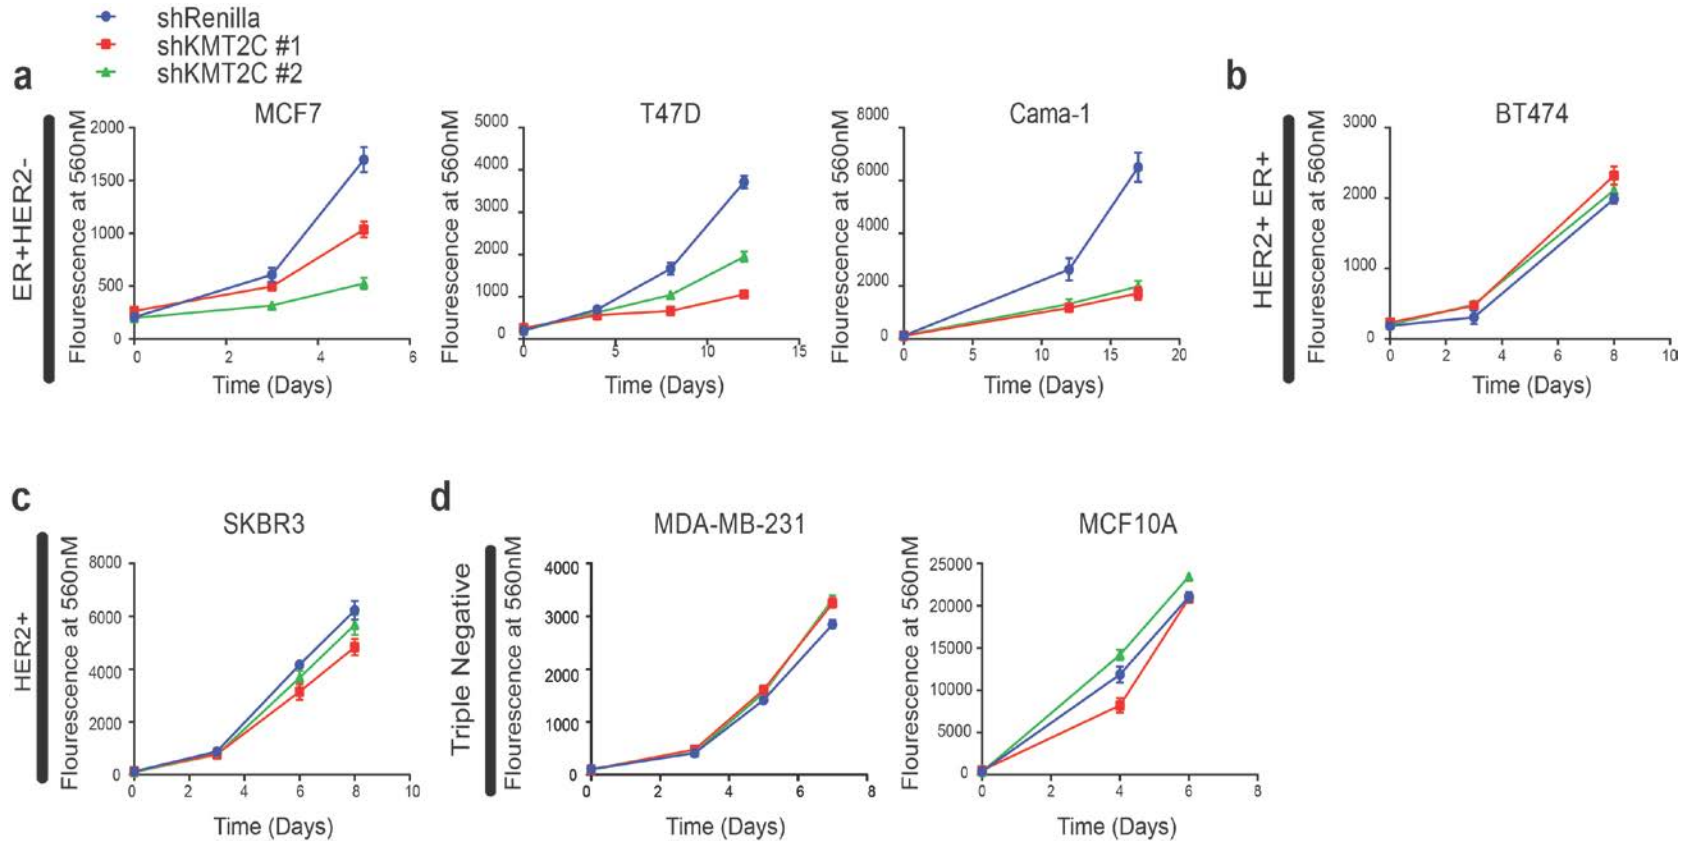 shRenilla
shKMT2C #1
shKMT2C #2
a
b
ER+HER2-
MCF7
Flourescence at 560nM
2000
1500
1000
500
0
0 2 4 6
Time (Days)
T47D
Flourescence at 560nM
5000
4000
3000
2000
1000
0
0 5 10 15
Time (Days)
Cama-1
Flourescence at 560nM
8000
6000
4000
2000
0
0 5 10 15 20
Time (Days)
HER2+ ER+
BT474
Flourescence at 560nM
3000
2000
1000
0
0 2 4 6 8 10
Time (Days)
c
d
HER2+
SKBR3
Flourescence at 560nM
8000
6000
4000
2000
0
0 2 4 6 8 10
Time (Days)
Triple Negative
MDA-MB-231
Flourescence at 560nM
4000
3000
2000
1000
0
0 2 4 6 8
Time (Days)
MCF10A
Flourescence at 560nM
25000
20000
15000
10000
5000
0
0 2 4 6 8
Time (Days)